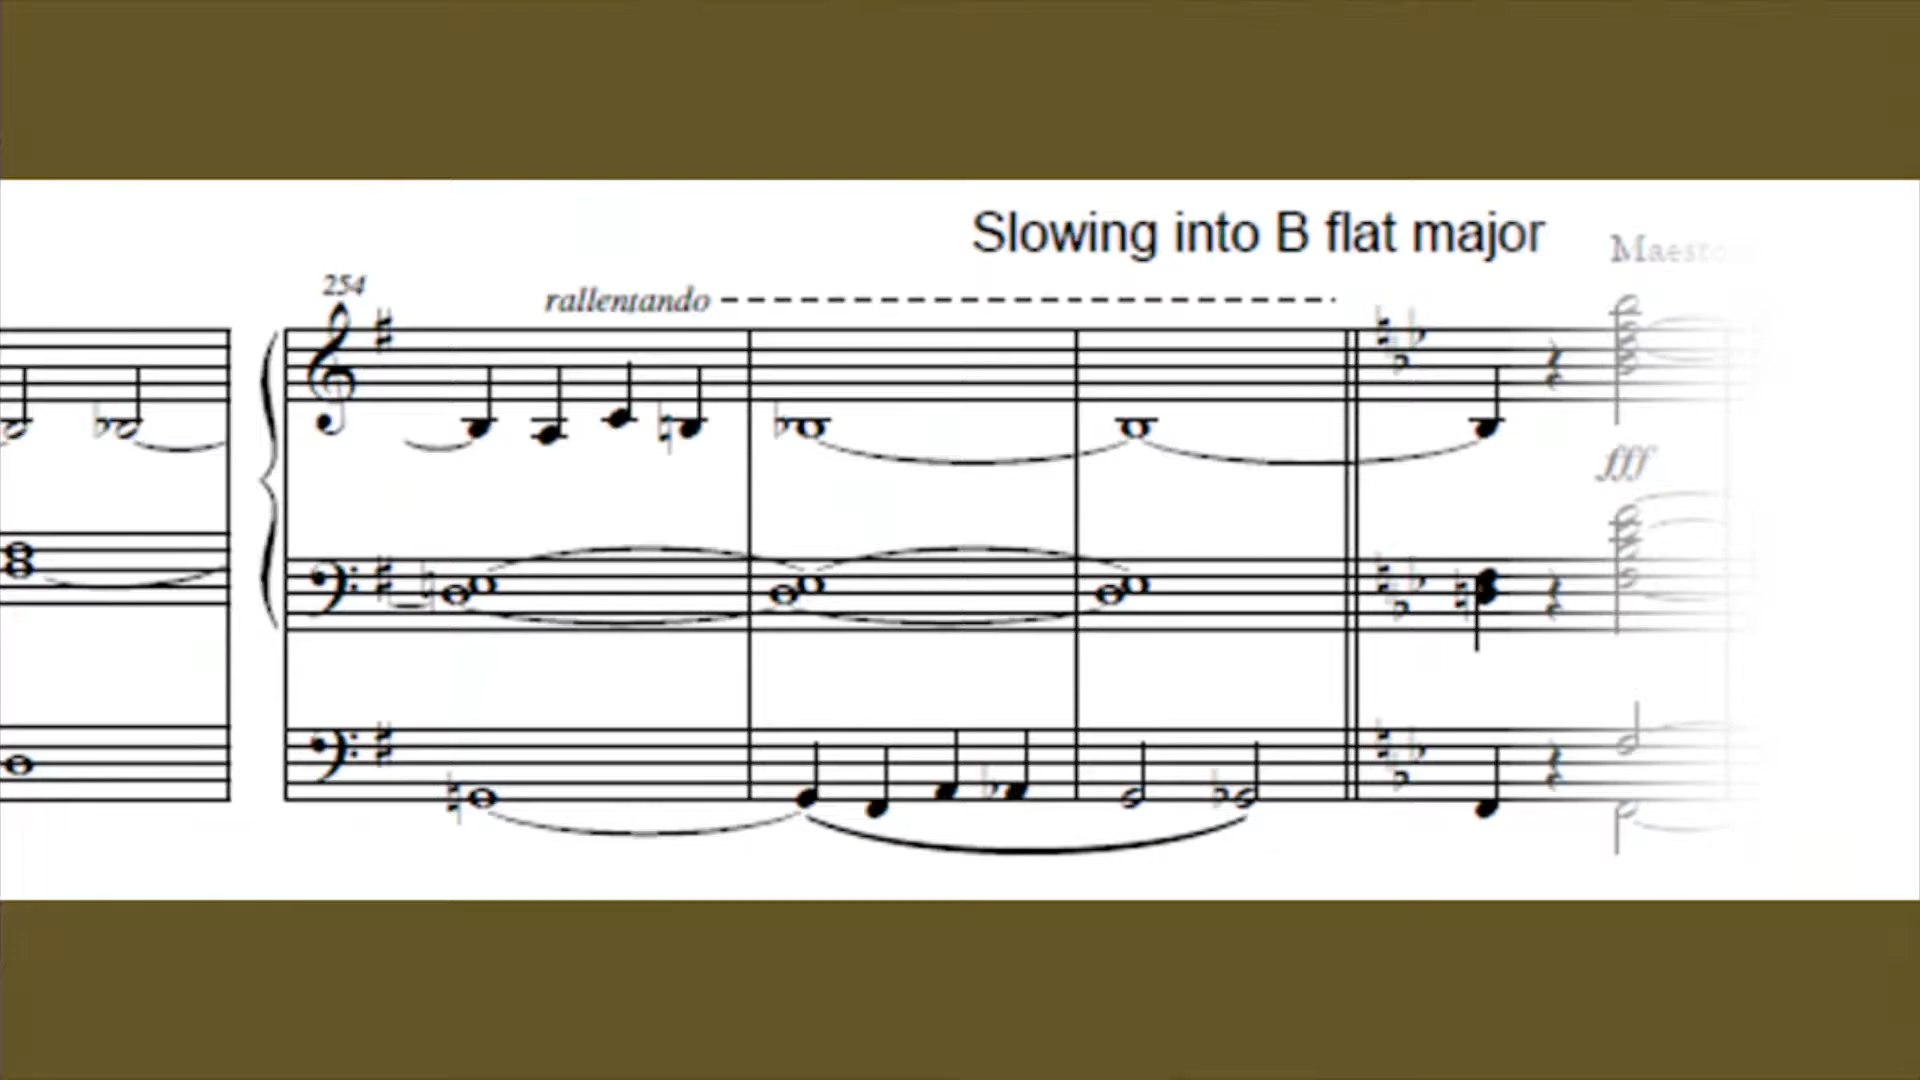 Slowing into B flat major
254
rallentando
fff